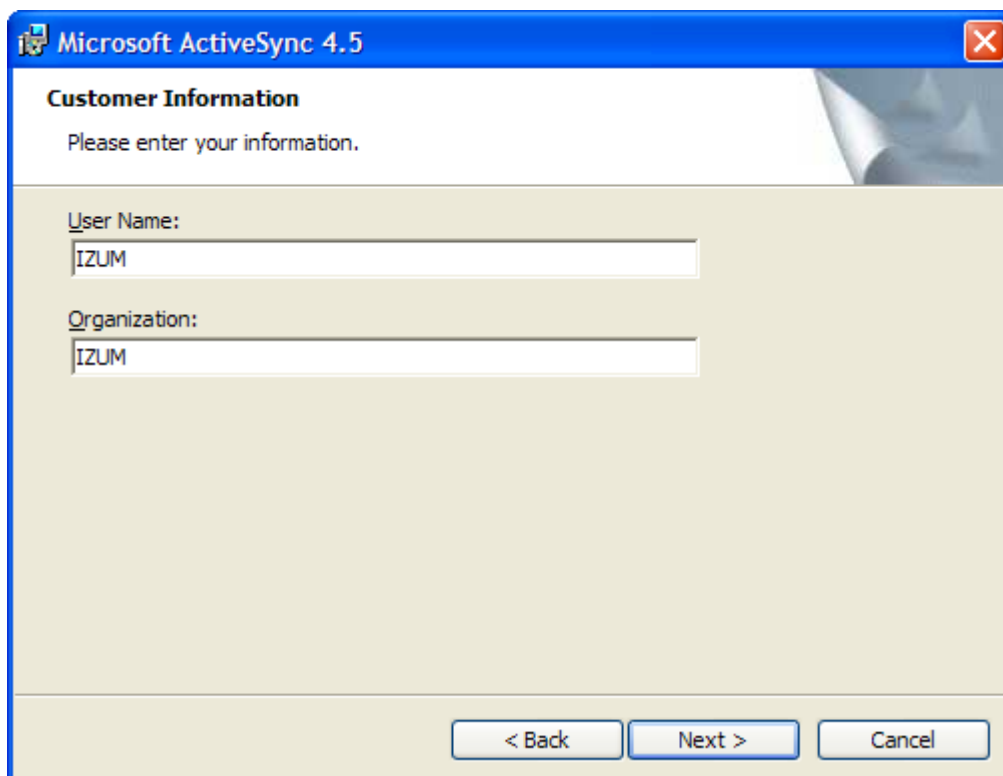 Microsoft ActiveSync 4.5
Customer Information
Please enter your information.
User Name:
IZUM
Organization:
IZUM
< Back Next > Cancel